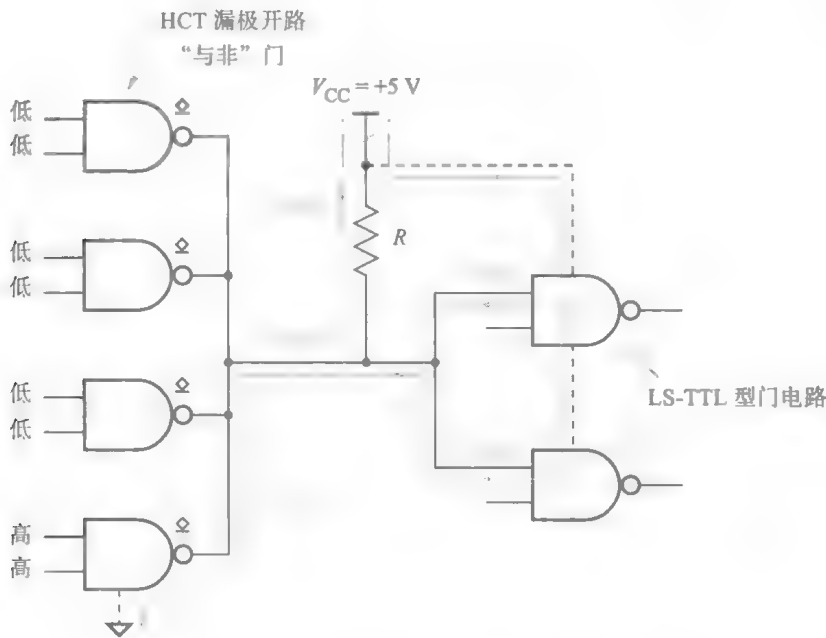 HCT 漏极开路
“与非”门
V_CC = +5 V
低
低
低
低
R
低
低
LS-TTL 型门电路
高
高